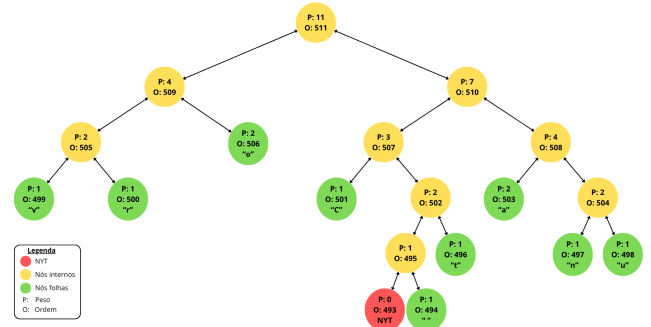 P: 11
O: 511
P: 4
O: 509
P: 7
O: 510
P: 2
O: 505
P: 2
O: 506
"o"
P: 3
O: 507
P: 4
O: 508
P: 1
O: 499
"v"
P: 1
O: 500
"r"
P: 1
O: 501
"C"
P: 2
O: 502
P: 2
O: 503
"a"
P: 2
O: 504
P: 1
O: 495
P: 1
O: 496
"t"
P: 1
O: 497
"n"
P: 1
O: 498
"u"
P: 0
O: 493
NYT
P: 1
O: 494
" "
Legenda
NYT
Nós internos
Nós folhas
P: Peso
O: Ordem